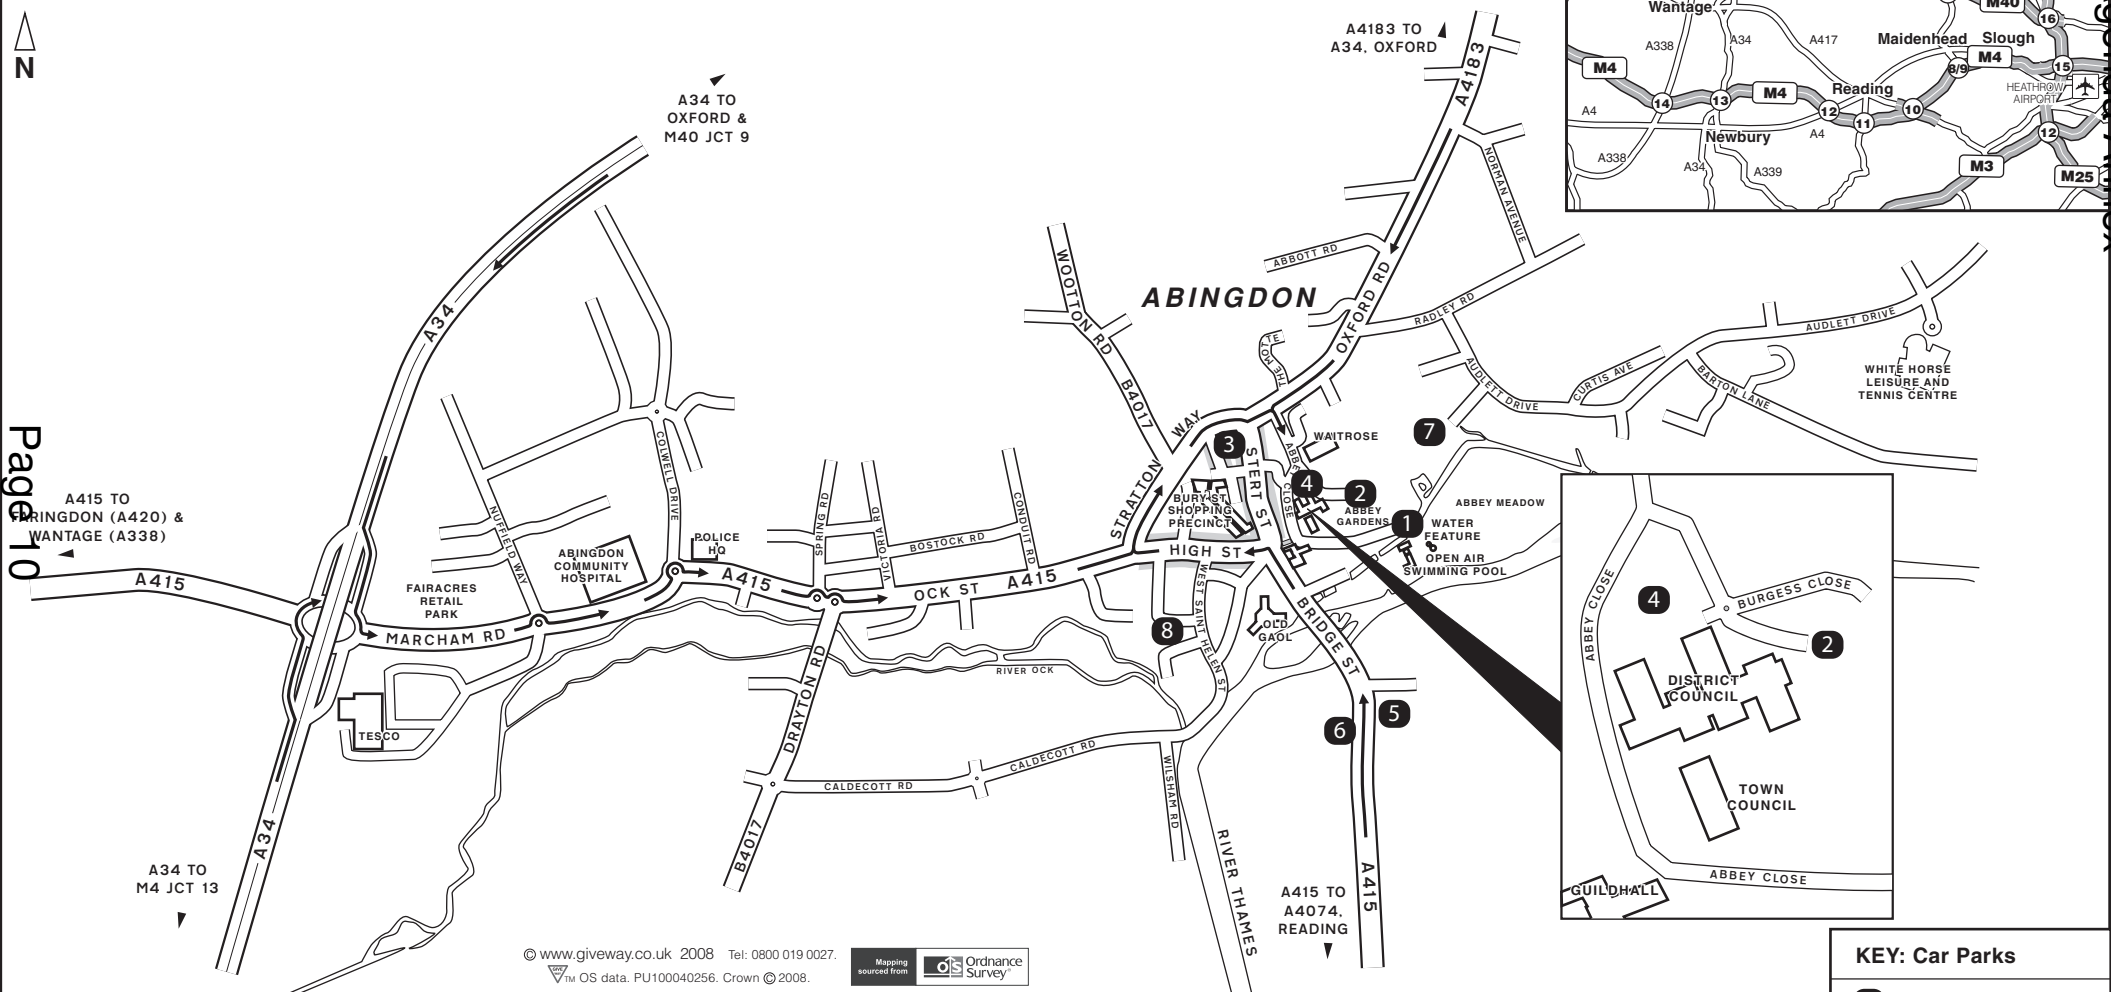 N
Page 10
A34 TO
OXFORD &
M40 JCT 9
A4183 TO
A34, OXFORD
A4183
A415 TO
FARINGDON (A420) &
WANTAGE (A338)
A34
A415
A34
A34 TO
M4 JCT 13
MARCHAM RD
FAIRACRES
RETAIL
PARK
TESCO
NUFFIELD WAY
ABINGDON
COMMUNITY
HOSPITAL
COLWELL DRIVE
POLICE
HQ
A415
SPRING RD
VICTORIA RD
BOSTOCK RD
CONDUIT RD
OCK ST
A415
DRAYTON RD
B4017
RIVER OCK
CALDECOTT RD
CALDECOTT RD
WILSHAM RD
RIVER THAMES
ABINGDON
WOOTTON RD
B4017
STRATTON WAY
ABBOTT RD
OXFORD RD
NORMAN AVENUE
RADLEY RD
THE MOTTE
AUDLETT DRIVE
AUDLETT DRIVE
CURTIS AVE
BARTON LANE
WHITE HORSE
LEISURE AND
TENNIS CENTRE
3
STERT ST
ABBEY CLOSE
WAITROSE
7
4
2
BURY ST
SHOPPING
PRECINCT
ABBEY
GARDENS
ABBEY MEADOW
1
WATER
FEATURE
OPEN AIR
SWIMMING POOL
HIGH ST
WEST SAINT HELEN ST
8
OLD
GAOL
BRIDGE ST
6
5
A415
A415 TO
A4074,
READING
Wantage
M40
16
A338
A34
A417
Maidenhead
Slough
M4
8/9
M4
15
HEATHROW
AIRPORT
14
13
M4
Reading
12
11
10
A4
Newbury
A4
12
A338
A34
A339
M3
M25
ABBEY CLOSE
4
BURGESS CLOSE
2
DISTRICT
COUNCIL
TOWN
COUNCIL
ABBEY CLOSE
GUILDHALL
© www.giveway.co.uk 2008 Tel: 0800 019 0027.
GIVE WAY TM OS data. PU100040256. Crown © 2008.
Mapping
sourced from
OS Ordnance
Survey®
KEY: Car Parks